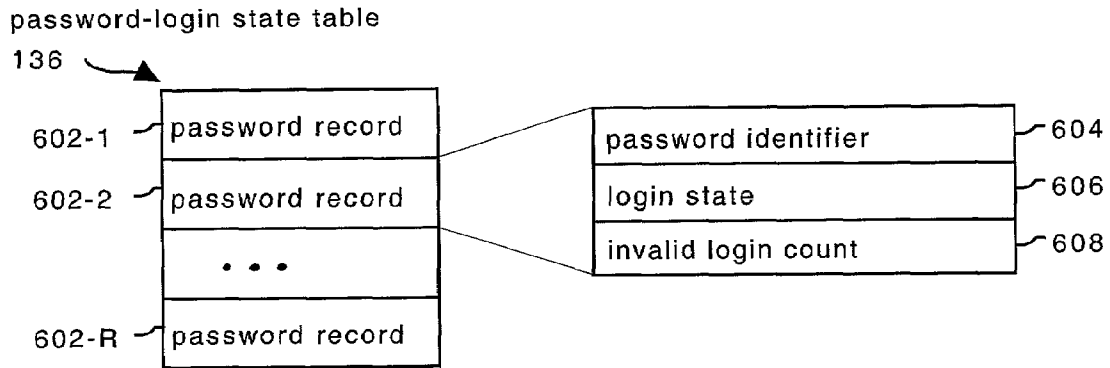 password-login state table
136
602-1 password record
602-2 password record
• • •
602-R password record
password identifier 604
login state 606
invalid login count 608